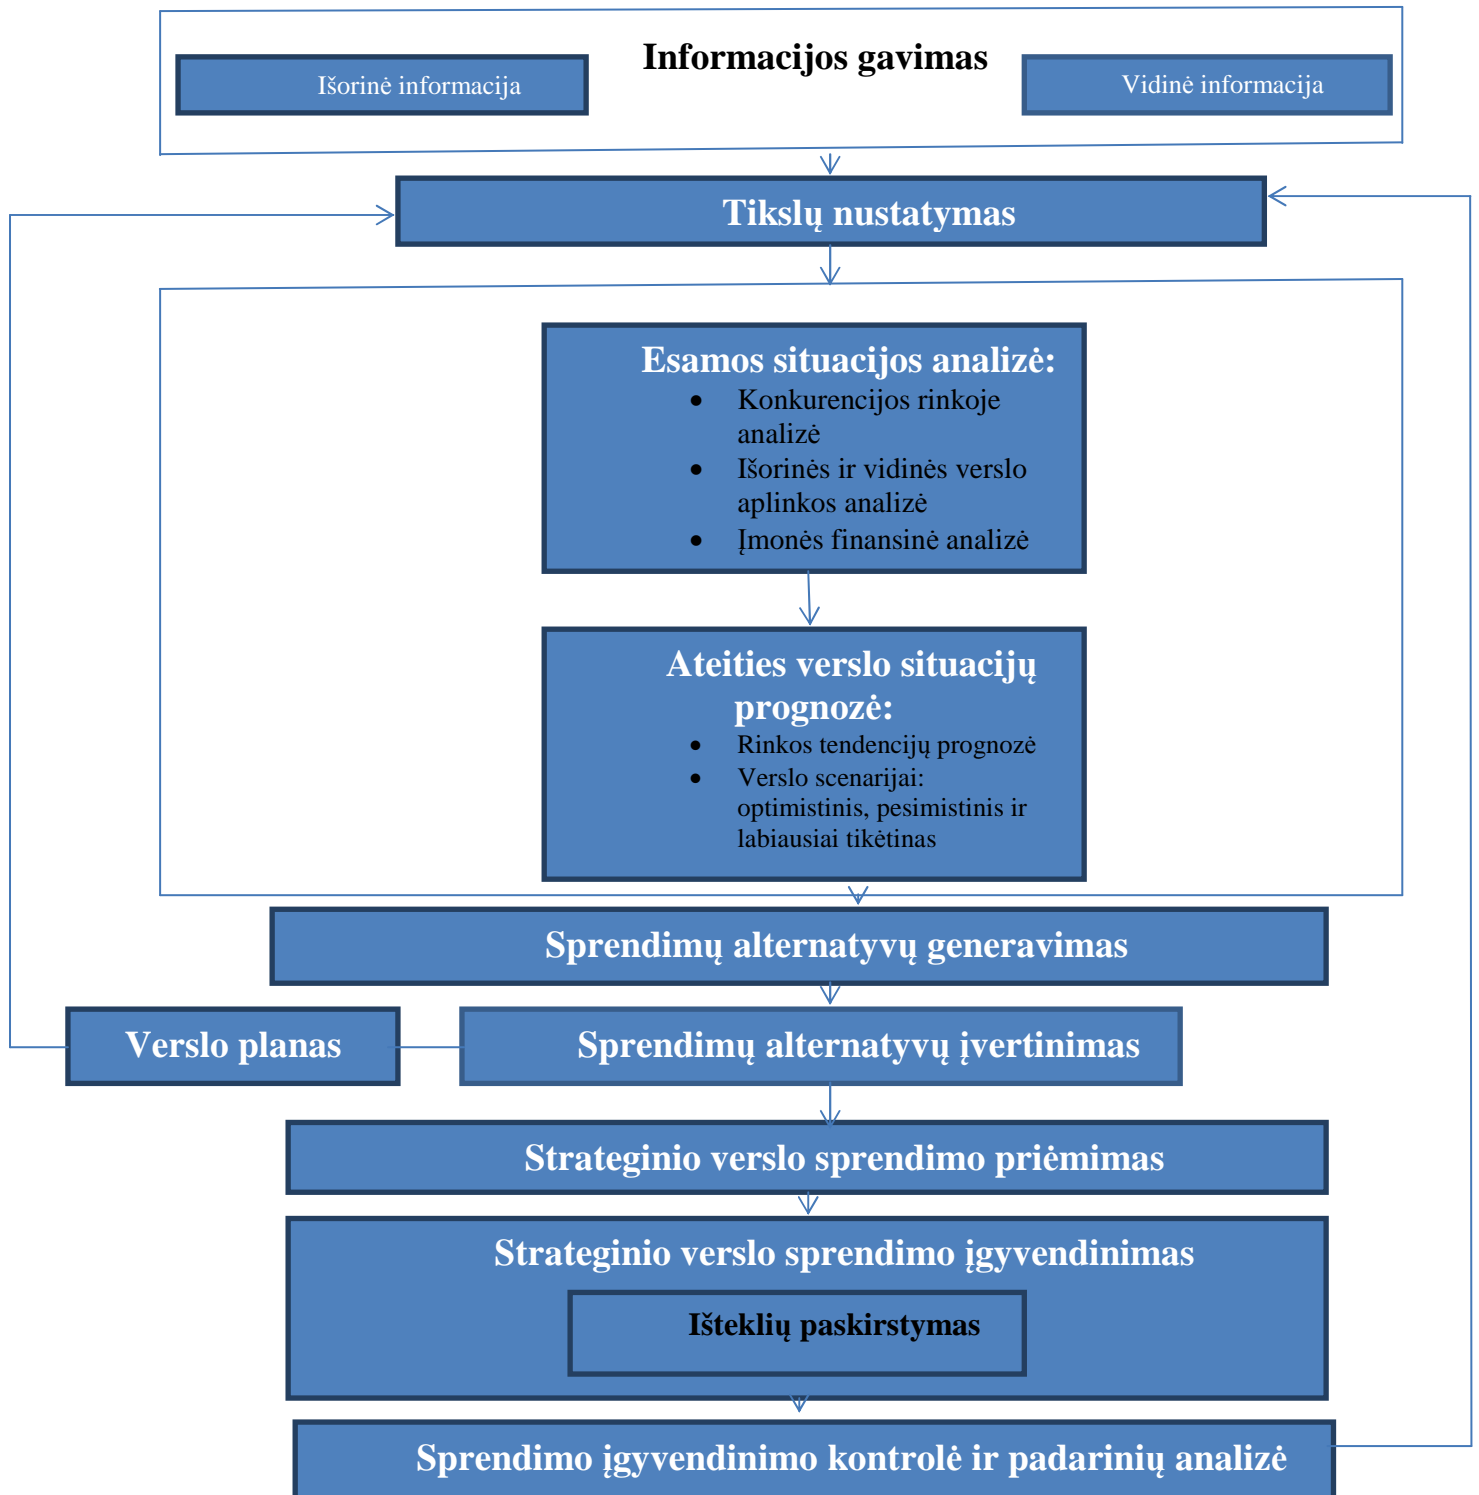 Informacijos gavimas
Išorinė informacija
Vidinė informacija
Tikslų nustatymas
Esamos situacijos analizė:
• Konkurencijos rinkoje
analizė
• Išorinės ir vidinės verslo
aplinkos analizė
• Įmonės finansinė analizė
Ateities verslo situacijų
prognozė:
• Rinkos tendencijų prognozė
• Verslo scenarijai:
optimistinis, pesimistinis ir
labiausiai tikėtinas
Sprendimų alternatyvų generavimas
Verslo planas
Sprendimų alternatyvų įvertinimas
Strateginio verslo sprendimo priėmimas
Strateginio verslo sprendimo įgyvendinimas
Išteklių paskirstymas
Sprendimo įgyvendinimo kontrolė ir padarinių analizė